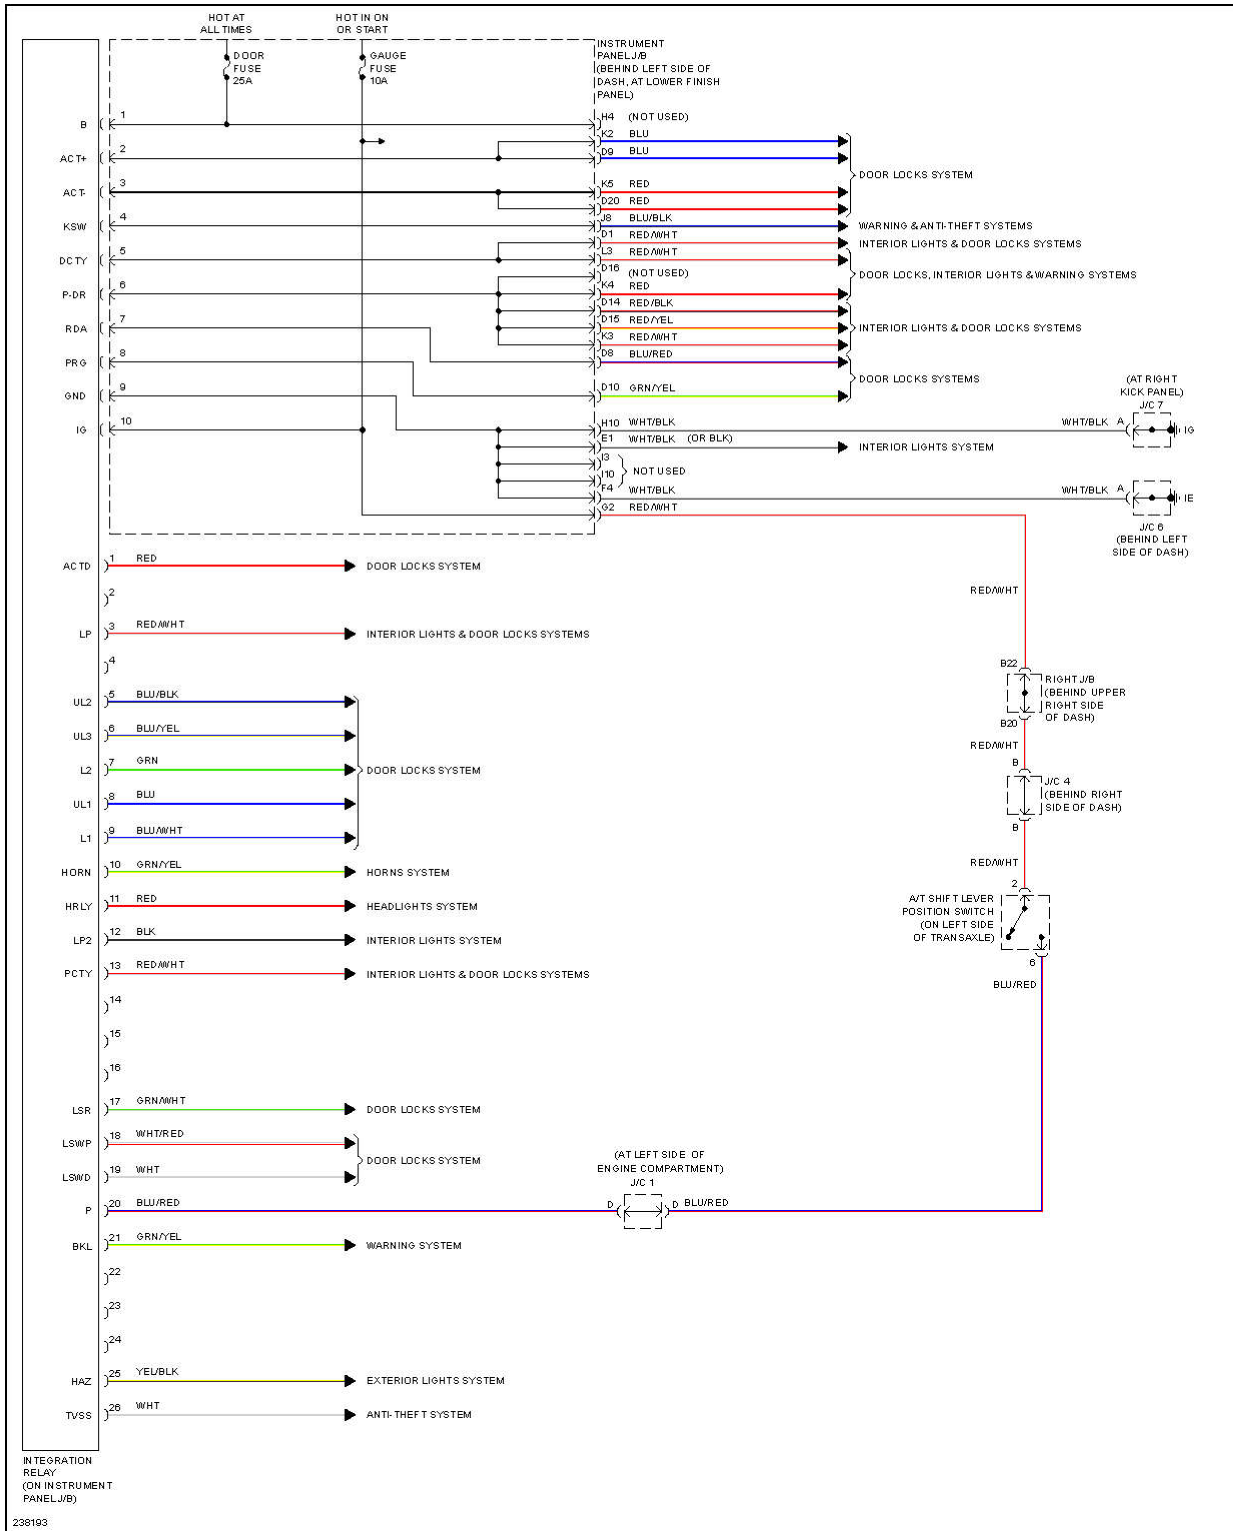 HOT AT
ALL TIMES
HOT IN ON
OR START
DOOR
FUSE
25A
GAUGE
FUSE
10A
INSTRUMENT
PANEL J/B
(BEHIND LEFT SIDE OF
DASH, AT LOWER FINISH
PANEL)
B 1 H4 (NOT USED)
K2 BLU
ACT+ 2 D9 BLU
DOOR LOCKS SYSTEM
ACT- 3 K5 RED
D20 RED
KSW 4 J8 BLU/BLK WARNING & ANTI-THEFT SYSTEMS
D1 RED/WHT INTERIOR LIGHTS & DOOR LOCKS SYSTEMS
DCTY 5 L3 RED/WHT
D16 (NOT USED) DOOR LOCKS, INTERIOR LIGHTS & WARNING SYSTEMS
P-DR 6 K4 RED
D14 RED/BLK
RDA 7 D15 RED/YEL INTERIOR LIGHTS & DOOR LOCKS SYSTEMS
K3 RED/WHT
PRG 8 D8 BLU/RED
DOOR LOCKS SYSTEMS
GND 9 D10 GRN/YEL
(AT RIGHT
KICK PANEL)
J/C 7
IG 10 H10 WHT/BLK WHT/BLK A IG
E1 WHT/BLK (OR BLK) INTERIOR LIGHTS SYSTEM
I3
NOT USED
I10
F4 WHT/BLK WHT/BLK A IE
G2 RED/WHT
J/C 6
(BEHIND LEFT
SIDE OF DASH)
ACTD 1 RED DOOR LOCKS SYSTEM
2
RED/WHT
LP 3 RED/WHT INTERIOR LIGHTS & DOOR LOCKS SYSTEMS
4
B22
RIGHT J/B
(BEHIND UPPER
RIGHT SIDE
OF DASH)
B20
UL2 5 BLU/BLK
UL3 6 BLU/YEL
RED/WHT
B
L2 7 GRN DOOR LOCKS SYSTEM
J/C 4
(BEHIND RIGHT
SIDE OF DASH)
B
UL1 8 BLU
L1 9 BLU/WHT
RED/WHT
HORN 10 GRN/YEL HORNS SYSTEM
2
A/T SHIFT LEVER
POSITION SWITCH
(ON LEFT SIDE
OF TRANSAXLE)
6
HRLY 11 RED HEADLIGHTS SYSTEM
LP2 12 BLK INTERIOR LIGHTS SYSTEM
PCTY 13 RED/WHT INTERIOR LIGHTS & DOOR LOCKS SYSTEMS
BLU/RED
14
15
16
LSR 17 GRN/WHT DOOR LOCKS SYSTEM
LSWP 18 WHT/RED
DOOR LOCKS SYSTEM
LSWD 19 WHT
(AT LEFT SIDE OF
ENGINE COMPARTMENT)
J/C 1
P 20 BLU/RED D D BLU/RED
BKL 21 GRN/YEL WARNING SYSTEM
22
23
24
HAZ 25 YEL/BLK EXTERIOR LIGHTS SYSTEM
TVSS 26 WHT ANTI-THEFT SYSTEM
INTEGRATION
RELAY
(ON INSTRUMENT
PANEL J/B)
238193